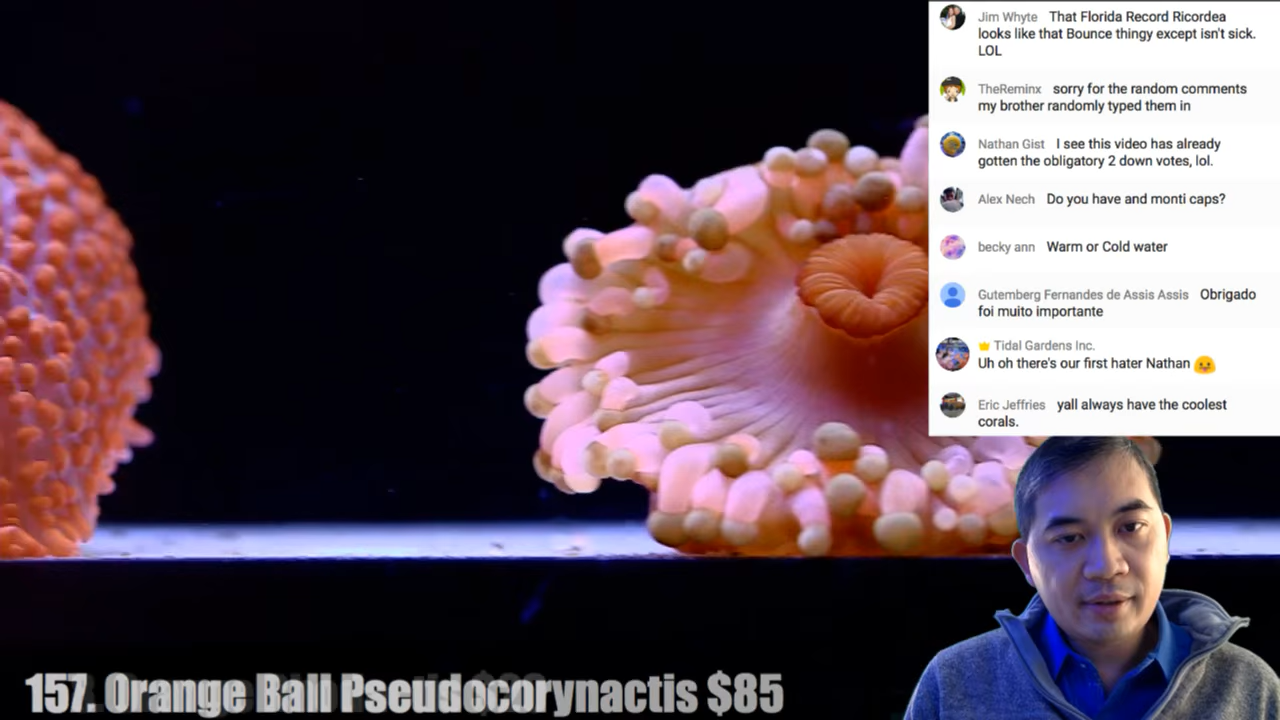 Jim Whyte That Florida Record Ricordea
looks like that Bounce thingy except isn't sick.
LOL
TheReminx sorry for the random comments
my brother randomly typed them in
Nathan Gist I see this video has already
gotten the obligatory 2 down votes, lol.
Alex Nech Do you have and monti caps?
becky ann Warm or Cold water
Gutemberg Fernandes de Assis Assis Obrigado
foi muito importante
Tidal Gardens Inc.
Uh oh there's our first hater Nathan
Eric Jeffries yall always have the coolest
corals.
157. Orange Ball Pseudocorynactis $85